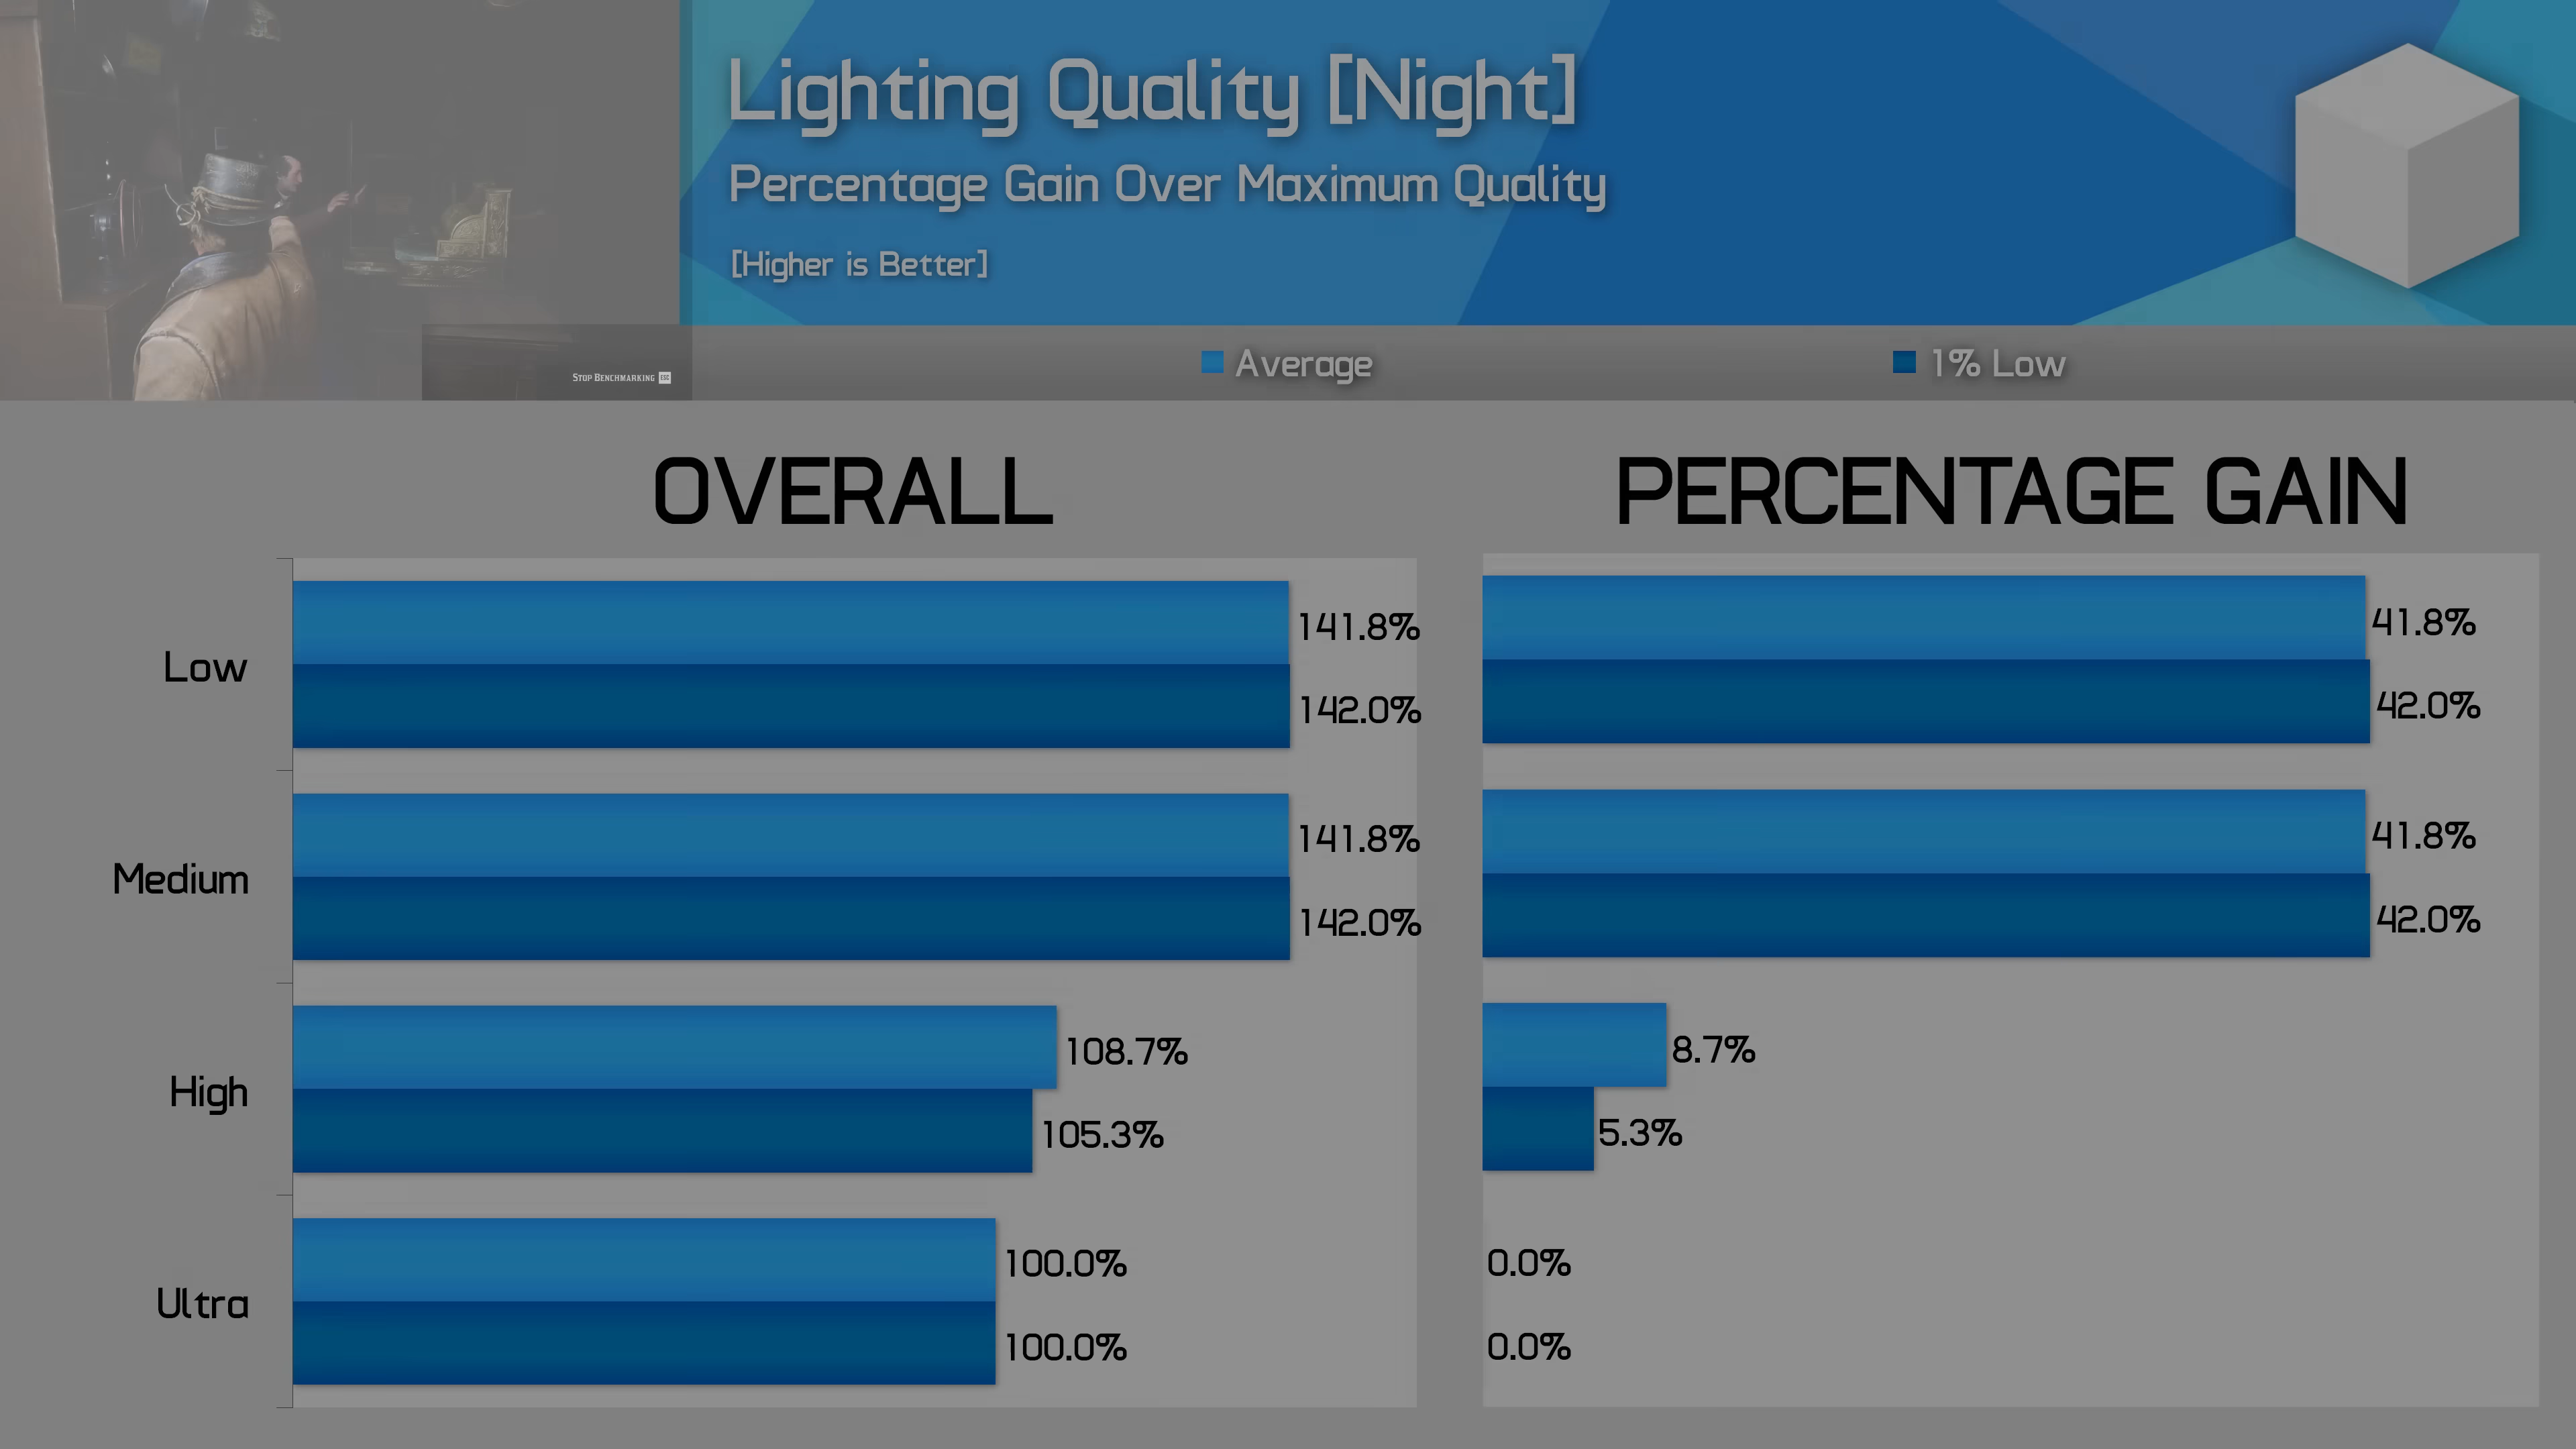 Lighting Quality [Night]
Percentage Gain Over Maximum Quality
[Higher is Better]
STOP BENCHMARKING ESC
Average
1% Low
OVERALL
PERCENTAGE GAIN
Low
141.8%
142.0%
41.8%
42.0%
Medium
141.8%
142.0%
41.8%
42.0%
High
108.7%
105.3%
8.7%
5.3%
Ultra
100.0%
100.0%
0.0%
0.0%